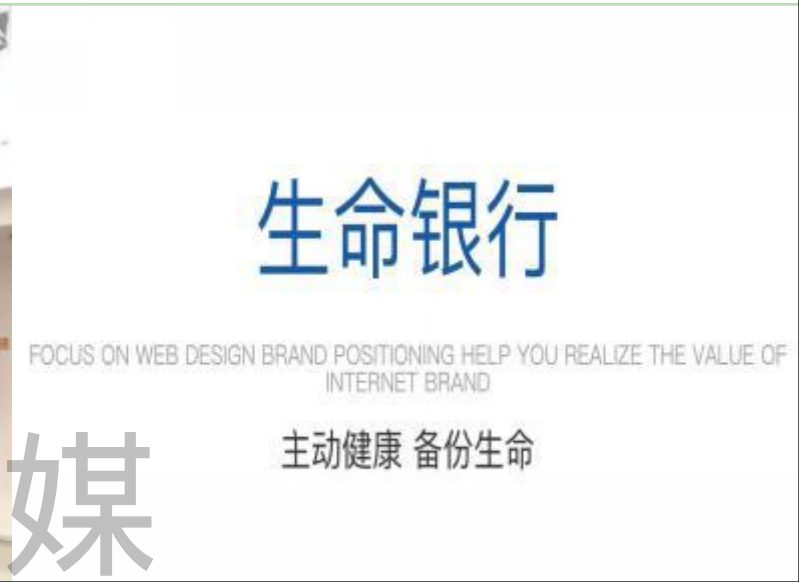 生命银行
FOCUS ON WEB DESIGN BRAND POSITIONING HELP YOU REALIZE THE VALUE OF
INTERNET BRAND
主动健康 备份生命
媒